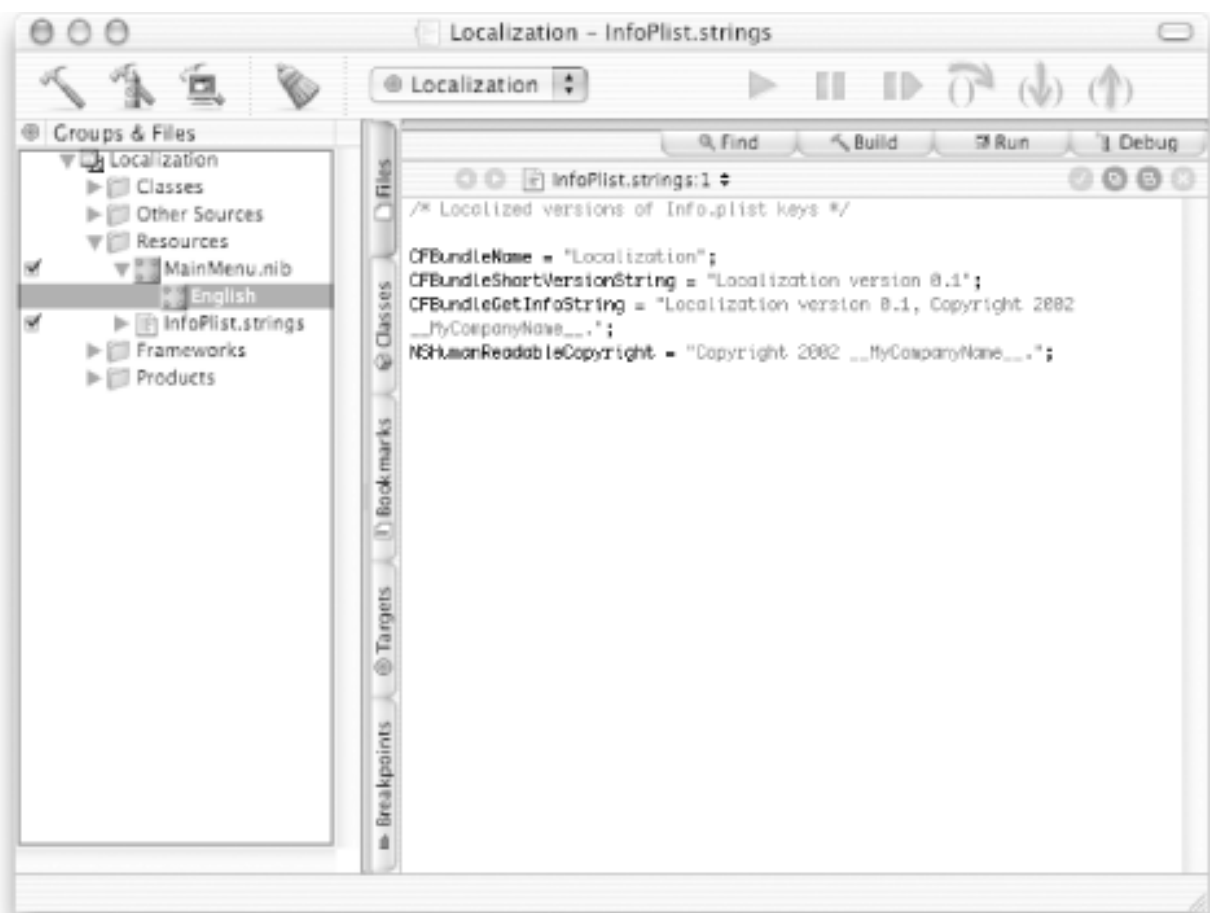 Localization – InfoPlist.strings
Localization
Groups & Files
Localization
Classes
Other Sources
Resources
MainMenu.nib
English
InfoPlist.strings
Frameworks
Products
Files
Classes
Bookmarks
Targets
Breakpoints
Find
Build
Run
Debug
InfoPlist.strings:1
/* Localized versions of Info.plist keys */
CFBundleName = "Localization";
CFBundleShortVersionString = "Localization version 0.1";
CFBundleGetInfoString = "Localization version 0.1, Copyright 2002
__MyCompanyName__.";
NSHumanReadableCopyright = "Copyright 2002 __MyCompanyName__.";